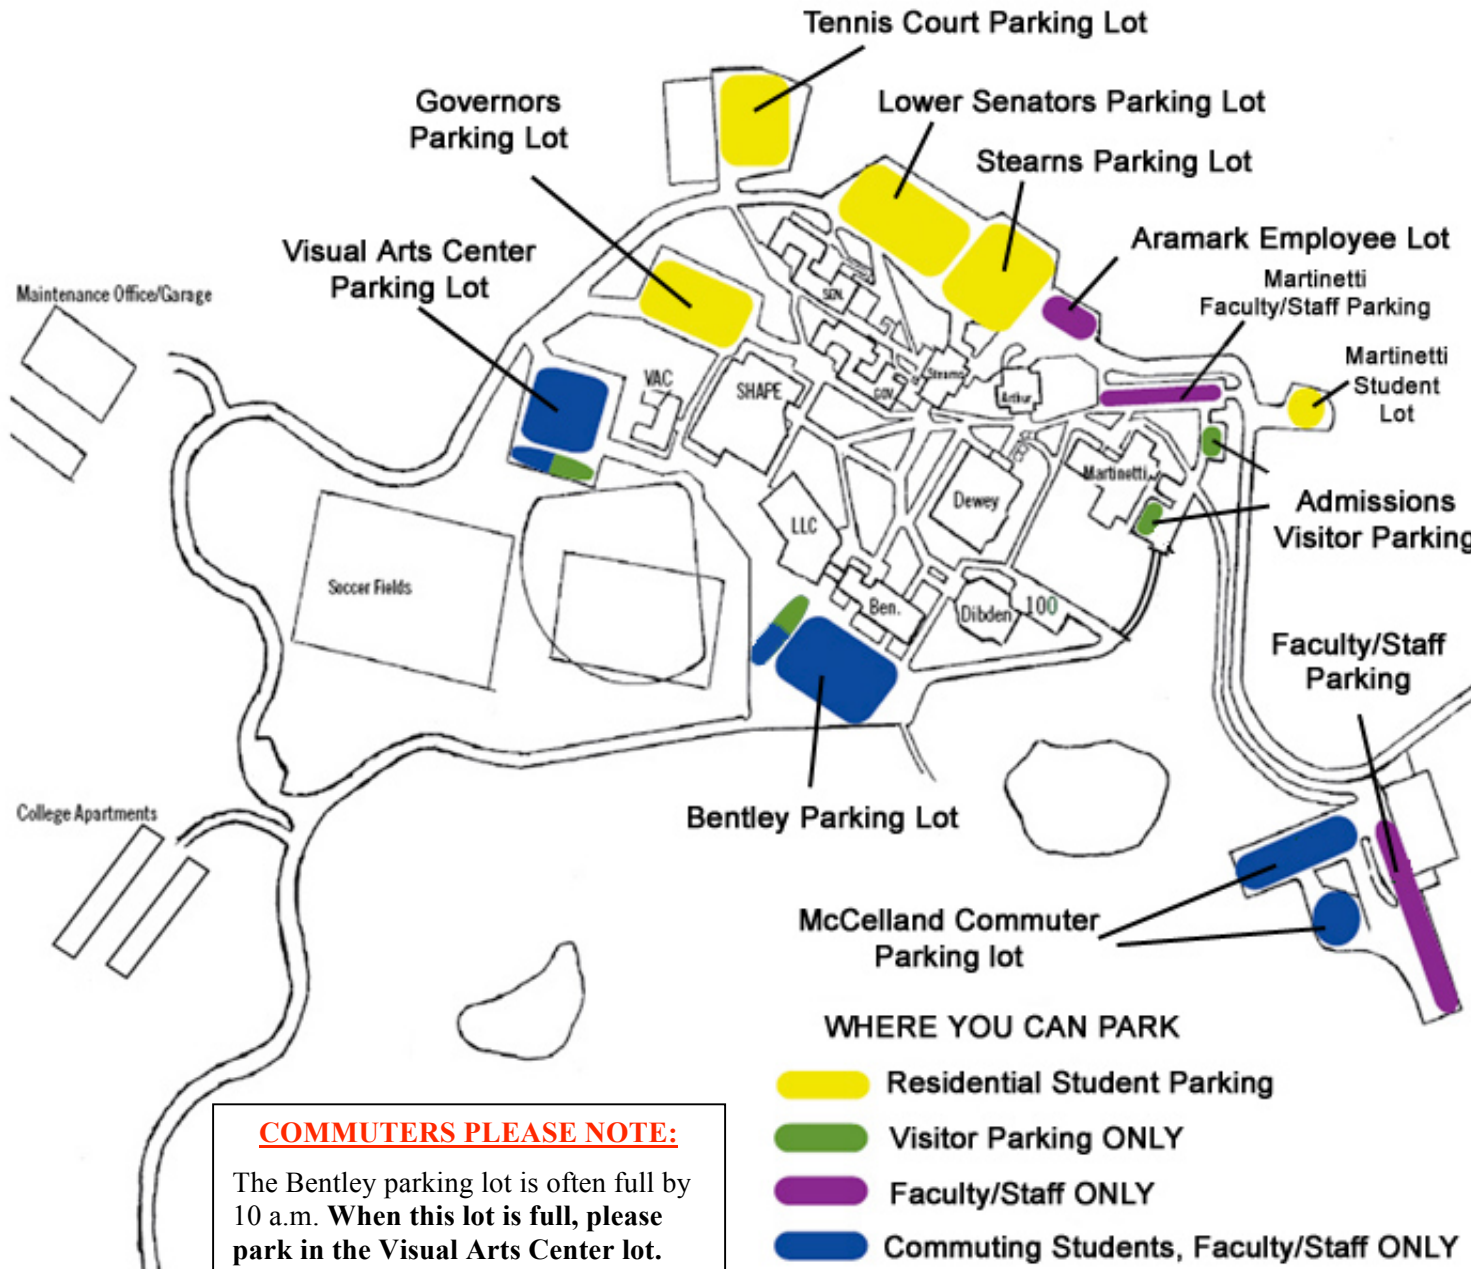 Tennis Court Parking Lot
Governors
Parking Lot
Lower Senators Parking Lot
Stearns Parking Lot
Visual Arts Center
Parking Lot
Aramark Employee Lot
Martinetti
Faculty/Staff Parking
Maintenance Office/Garage
Martinetti
Student
Lot
SEN.
VAC
SHAPE
GOV.
Stearns
Arthur
Martinetti
Dewey
LLC
Admissions
Visitor Parking
Soccer Fields
Ben.
Dibden
100
Faculty/Staff
Parking
College Apartments
Bentley Parking Lot
McCelland Commuter
Parking lot
WHERE YOU CAN PARK
Residential Student Parking
Visitor Parking ONLY
Faculty/Staff ONLY
Commuting Students, Faculty/Staff ONLY
COMMUTERS PLEASE NOTE:
The Bentley parking lot is often full by
10 a.m. When this lot is full, please
park in the Visual Arts Center lot.